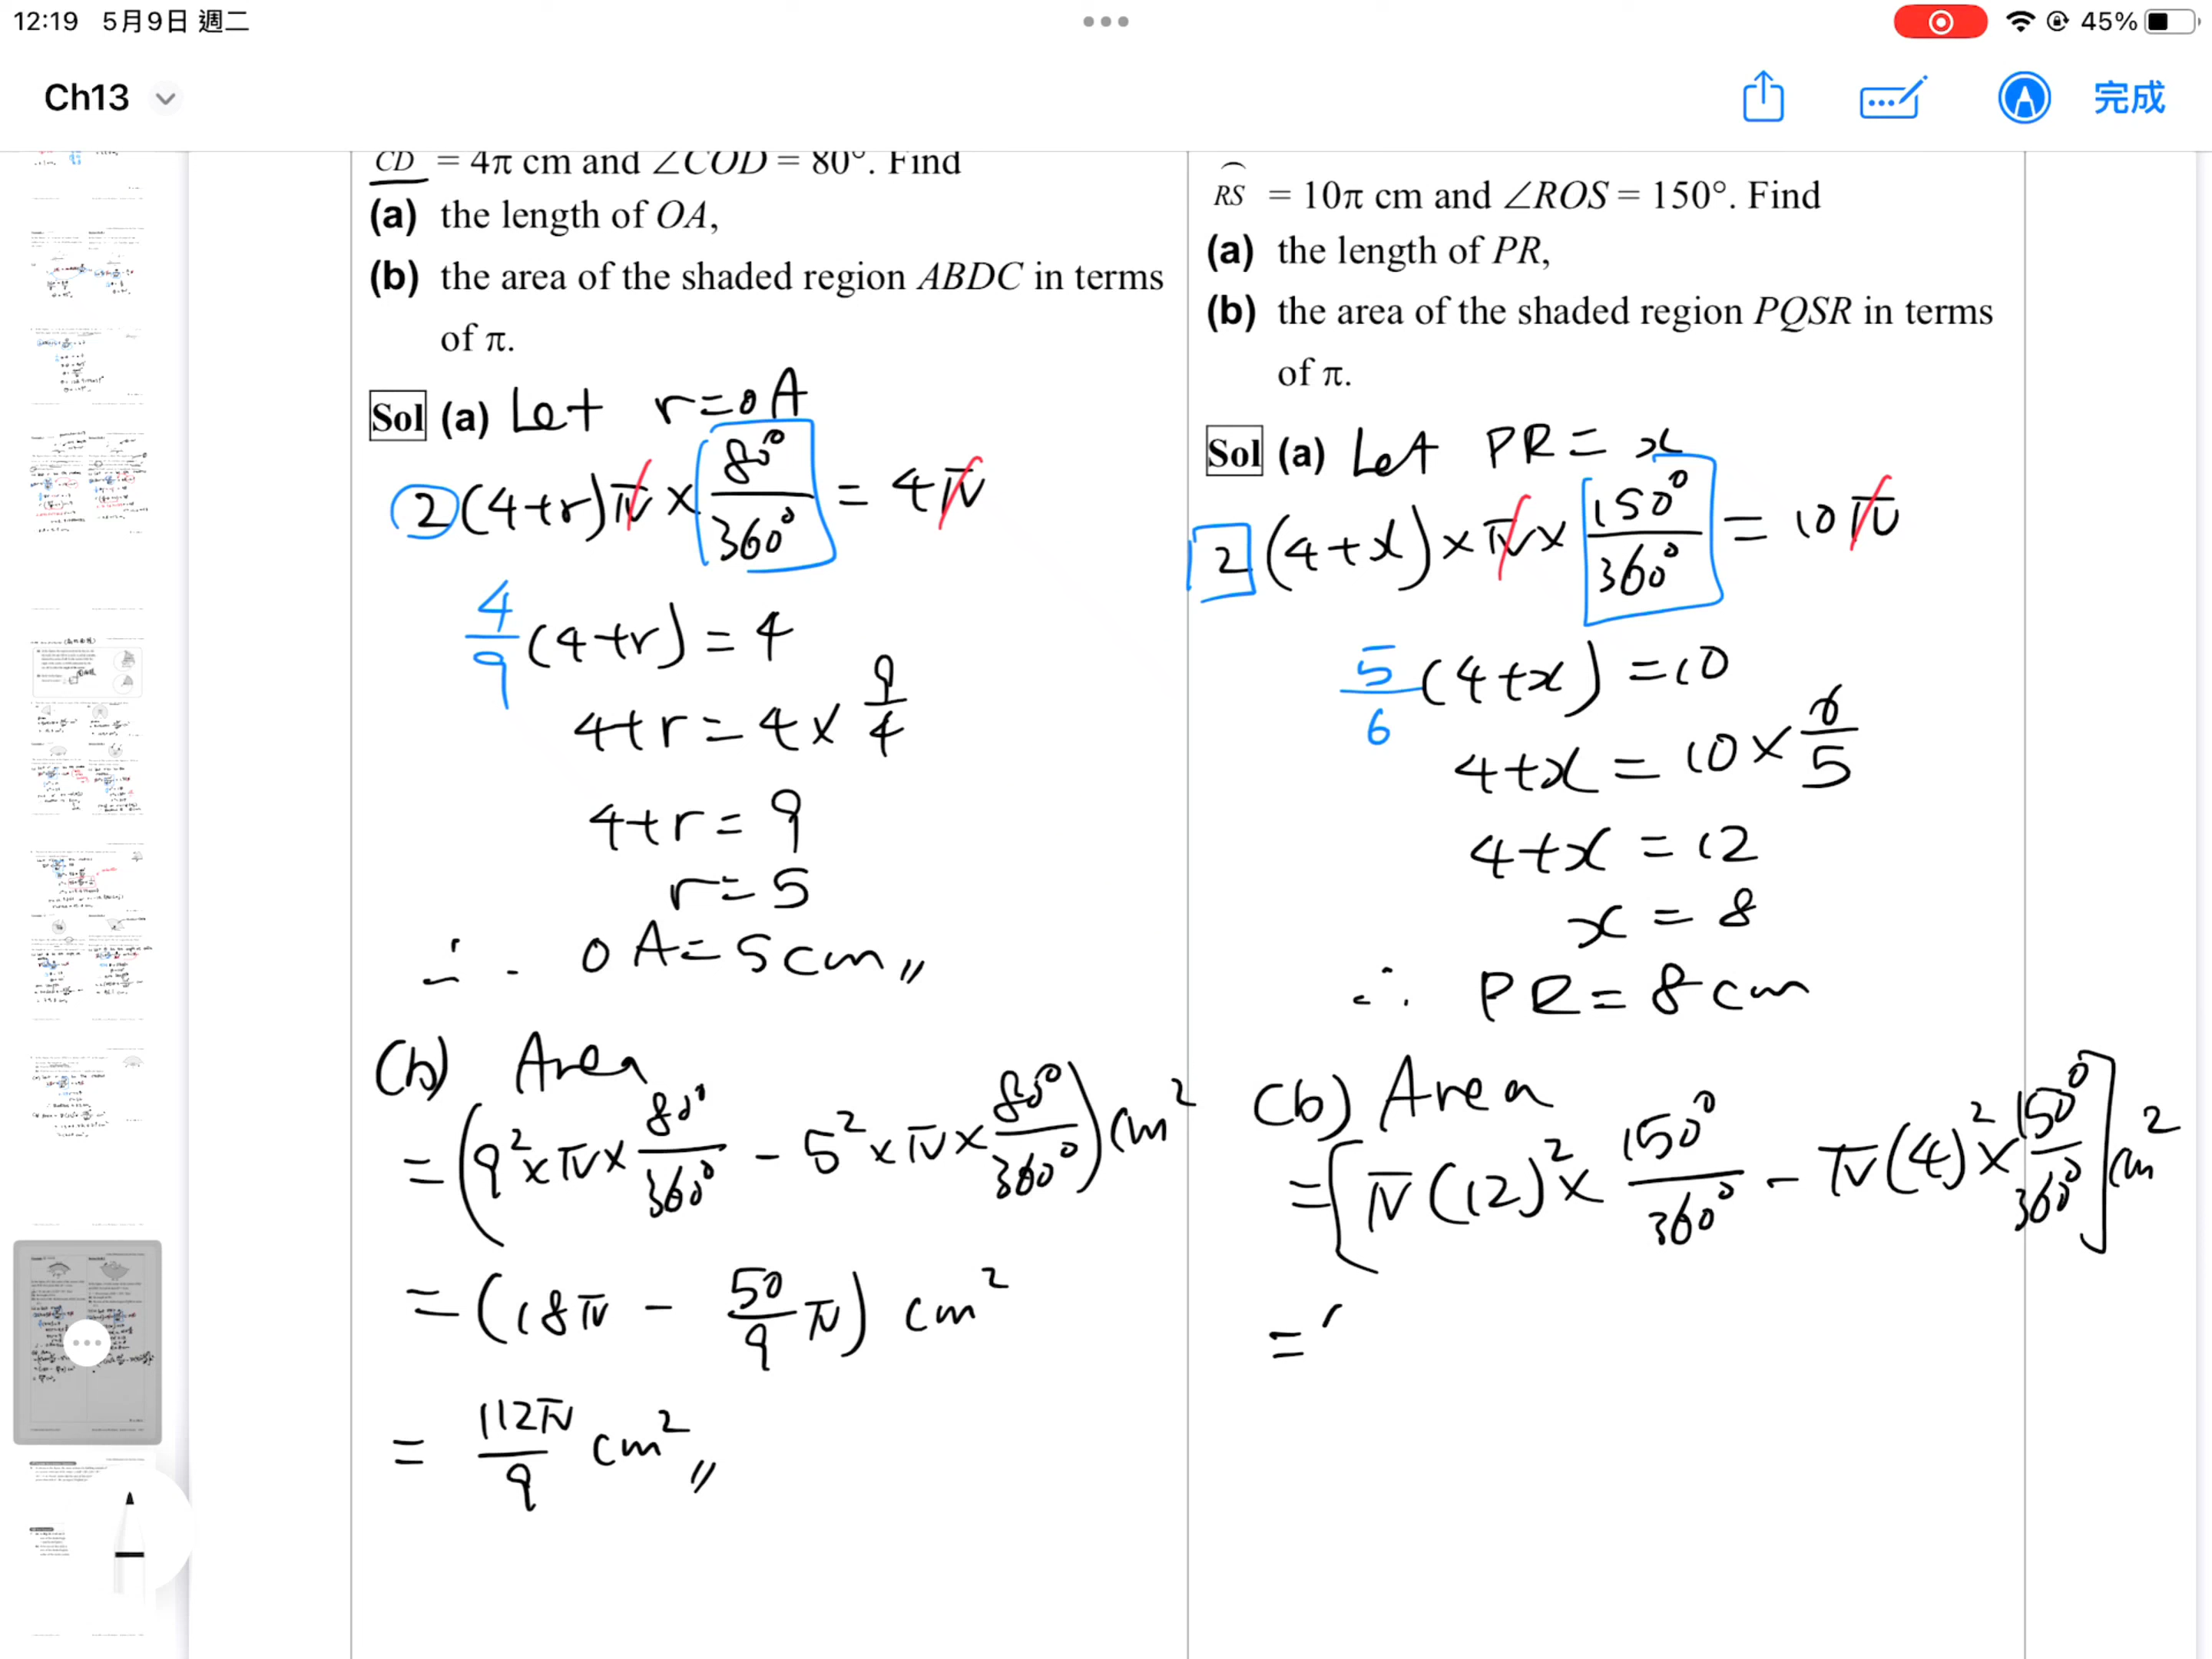 12:19 5月9日 週二
45%
Ch13
完成
CD = 4π cm and ∠COD = 80°. Find
(a) the length of OA,
(b) the area of the shaded region ABDC in terms
of π.
Sol (a) Let r=OA
2(4+r)π × 80°/360° = 4π
4/9 (4+r) = 4
4+r = 4 × 9/4
4+r = 9
r = 5
∴ OA = 5cm,,
(b) Area
= (9²×π×80°/360° - 5²×π×80°/360°) cm²
= (18π - 50/9 π) cm²
= 112π/9 cm²,,
RS = 10π cm and ∠ROS = 150°. Find
(a) the length of PR,
(b) the area of the shaded region PQSR in terms
of π.
Sol (a) Let PR = x
2(4+x)×π×150°/360° = 10π
5/6 (4+x) = 10
4+x = 10×6/5
4+x = 12
x = 8
∴ PR = 8cm
(b) Area
= [π(12)²×150°/360° - π(4)²×150°/360°] cm²
=